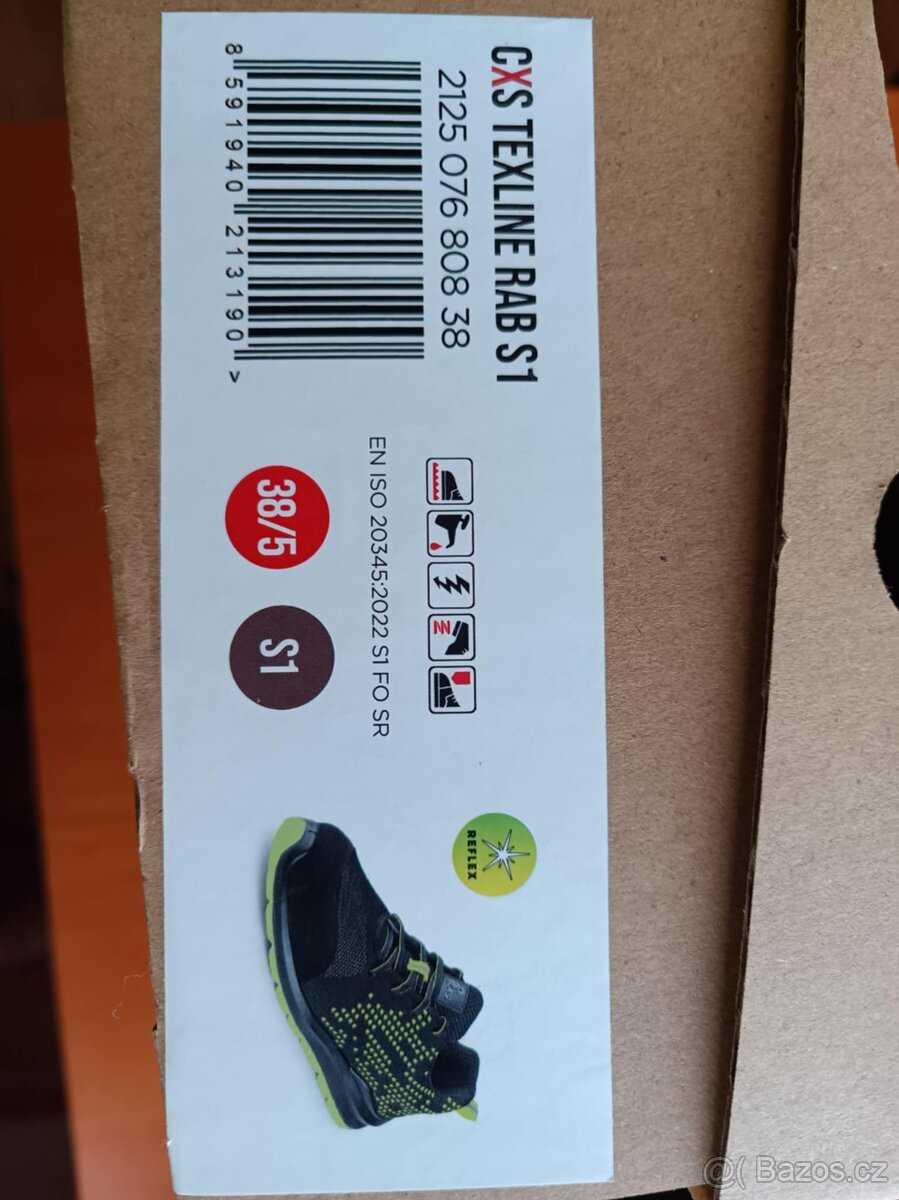 CXS TEXLINE RAB S1
2125 076 808 38
8 591940 213190 >
EN ISO 20345:2022 S1 FO SR
38/5
S1
REFLEX
@( Bazos.cz